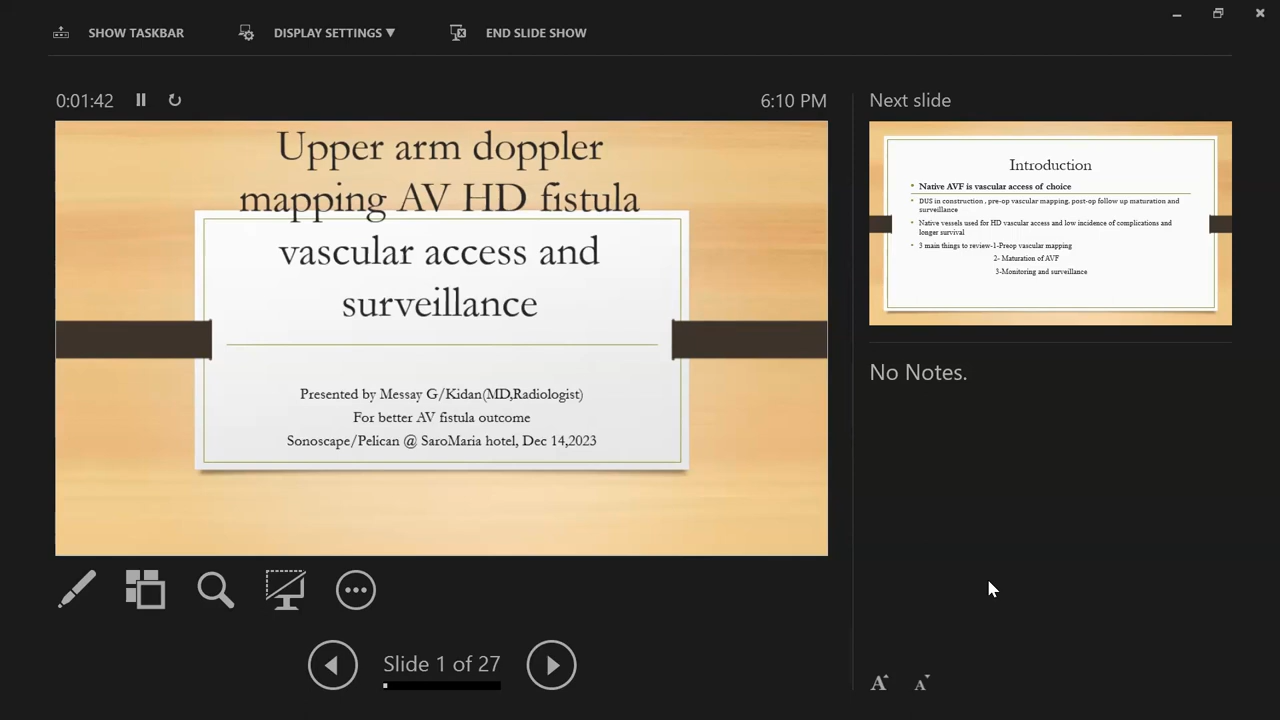 SHOW TASKBAR
DISPLAY SETTINGS ▼
END SLIDE SHOW
0:01:42
6:10 PM
Upper arm doppler
mapping AV HD fistula
vascular access and
surveillance
Presented by Messay G/Kidan(MD,Radiologist)
For better AV fistula outcome
Sonoscape/Pelican @ SaroMaria hotel, Dec 14,2023
Slide 1 of 27
Next slide
Introduction
• Native AVF is vascular access of choice
• DUS in construction , pre-op vascular mapping, post-op follow up maturation and
surveillance
• Native vessels used for HD vascular access and low incidence of complications and
longer survival
• 3 main things to review-1-Preop vascular mapping
2- Maturation of AVF
3-Monitoring and surveillance
No Notes.
A A